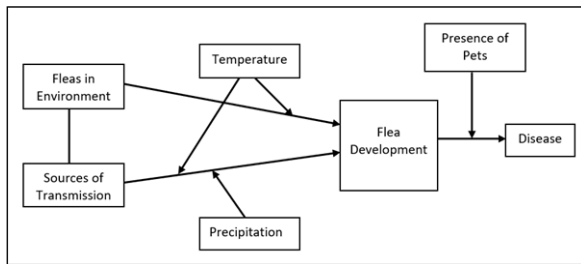 Temperature
Presence of
Pets
Fleas in
Environment
Flea
Development
Disease
Sources of
Transmission
Precipitation